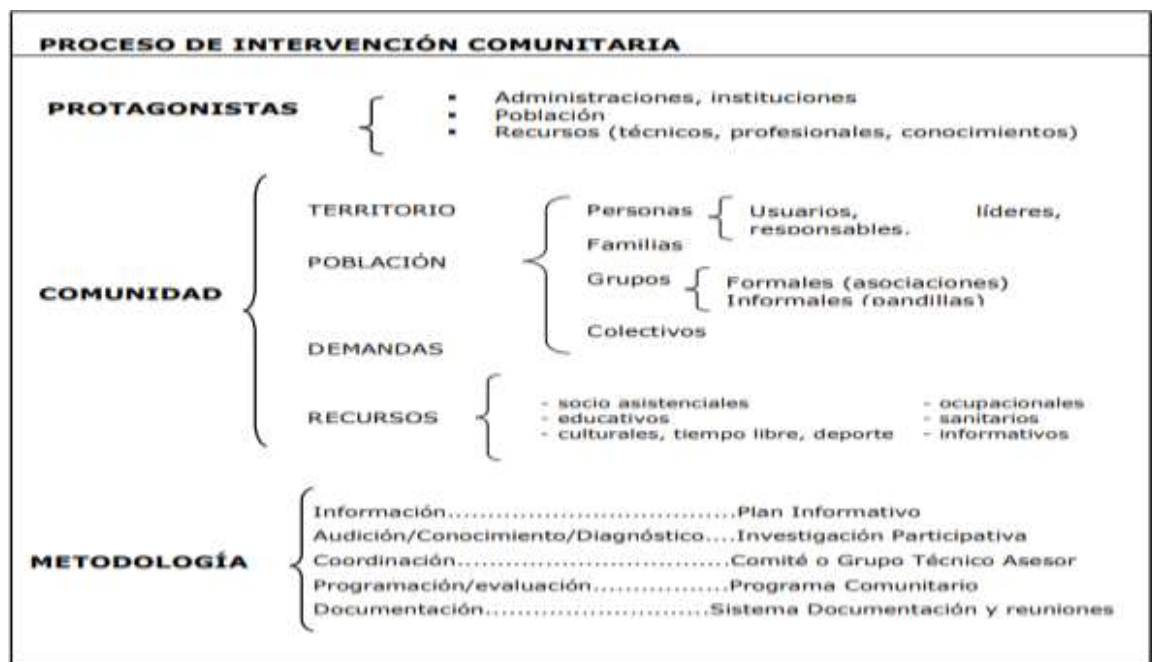 PROCESO DE INTERVENCIÓN COMUNITARIA
PROTAGONISTAS
▪ Administraciones, instituciones
▪ Población
▪ Recursos (técnicos, profesionales, conocimientos)
COMUNIDAD
TERRITORIO
POBLACIÓN
Personas
Usuarios, líderes,
responsables.
Familias
Grupos
Formales (asociaciones)
Informales (pandillas)
Colectivos
DEMANDAS
RECURSOS
- socio asistenciales
- educativos
- culturales, tiempo libre, deporte
- ocupacionales
- sanitarios
- informativos
METODOLOGÍA
Información....................................Plan Informativo
Audición/Conocimiento/Diagnóstico....Investigación Participativa
Coordinación...................................Comité o Grupo Técnico Asesor
Programación/evaluación.................Programa Comunitario
Documentación............................Sistema Documentación y reuniones